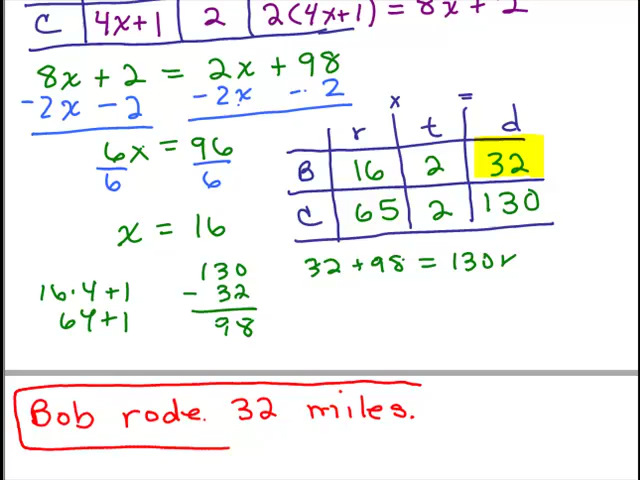 C 4x+1 2 2(4x+1) = 8x + 2
8x + 2 = 2x + 98
-2x - 2 -2x - 2
6x = 96
6 6
x = 16
16·4+1
64+1
130
- 32
98
x =
r t d
B 16 2 32
C 65 2 130
32 + 98 = 130✓
Bob rode 32 miles.